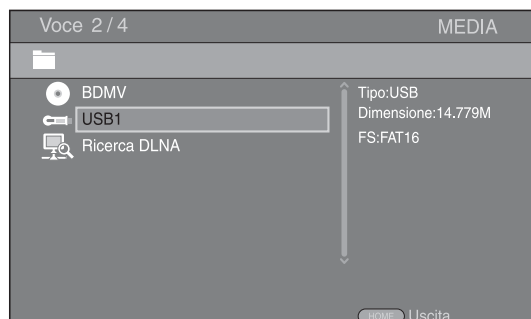 Voce 2 / 4
MEDIA
BDMV
USB1
Ricerca DLNA
Tipo:USB
Dimensione:14.779M
FS:FAT16
HOME Uscita